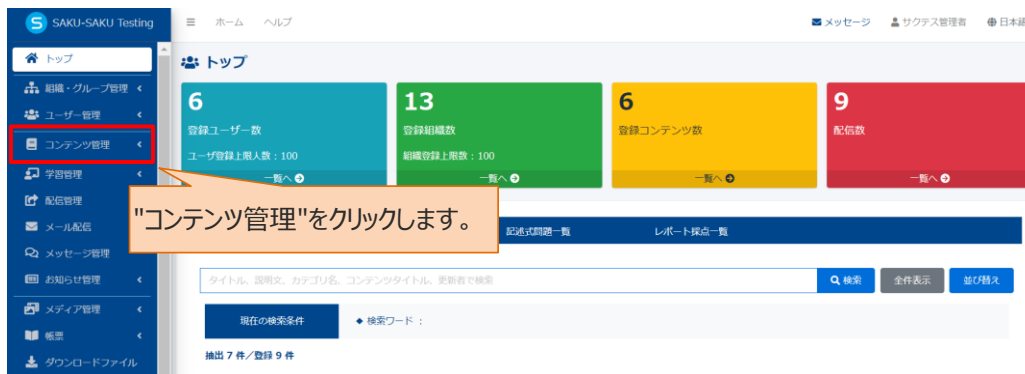 SAKU-SAKU Testing
ホーム ヘルプ
メッセージ サクテス管理者 日本語
トップ
組織・グループ管理
ユーザー管理
コンテンツ管理
学習管理
配信管理
メール配信
メッセージ管理
お知らせ管理
メディア管理
帳票
ダウンロードファイル
トップ
6
登録ユーザー数
ユーザ登録上限人数:100
一覧へ
13
登録組織数
組織登録上限数:100
一覧へ
6
登録コンテンツ数
一覧へ
9
配信数
一覧へ
"コンテンツ管理"をクリックします。
記述式問題一覧 レポート採点一覧
タイトル、説明文、カテゴリ名、コンテンツタイトル、更新者で検索
検索 全件表示 並び替え
現在の検索条件 ◆ 検索ワード :
抽出 7 件/登録 9 件